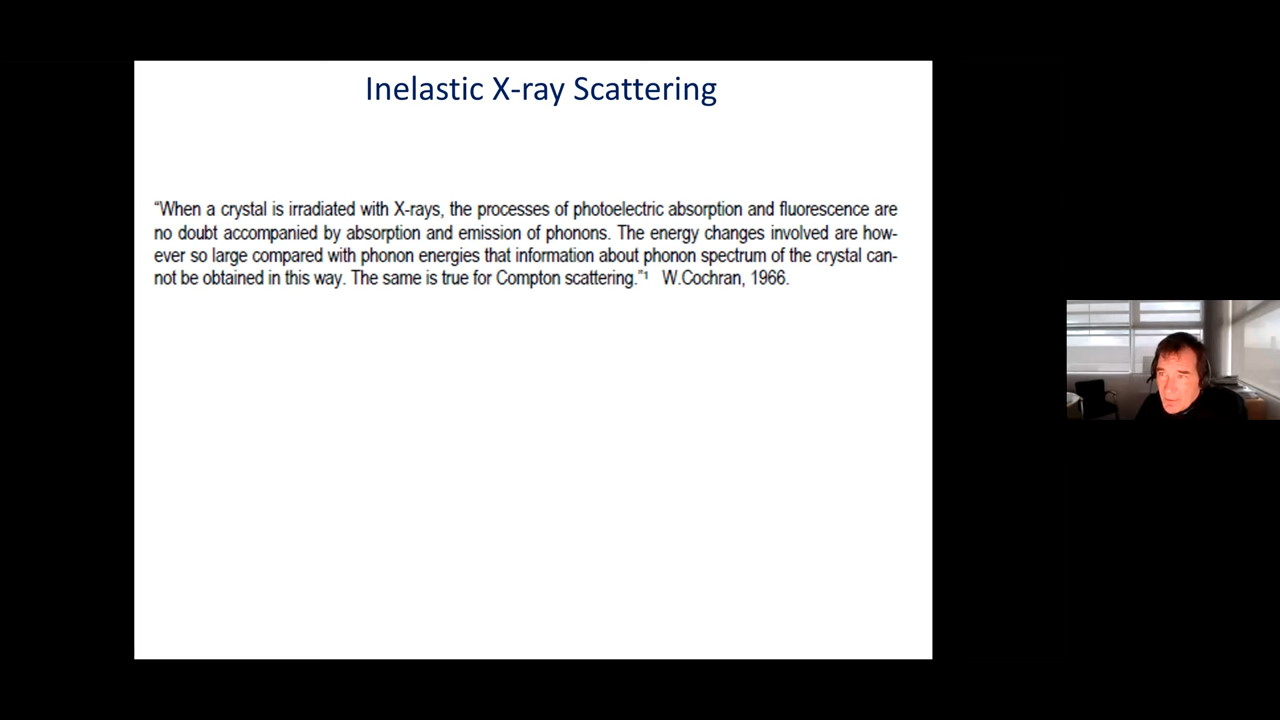 Inelastic X-ray Scattering
“When a crystal is irradiated with X-rays, the processes of photoelectric absorption and fluorescence are
no doubt accompanied by absorption and emission of phonons. The energy changes involved are how-
ever so large compared with phonon energies that information about phonon spectrum of the crystal can-
not be obtained in this way. The same is true for Compton scattering.”¹ W.Cochran, 1966.